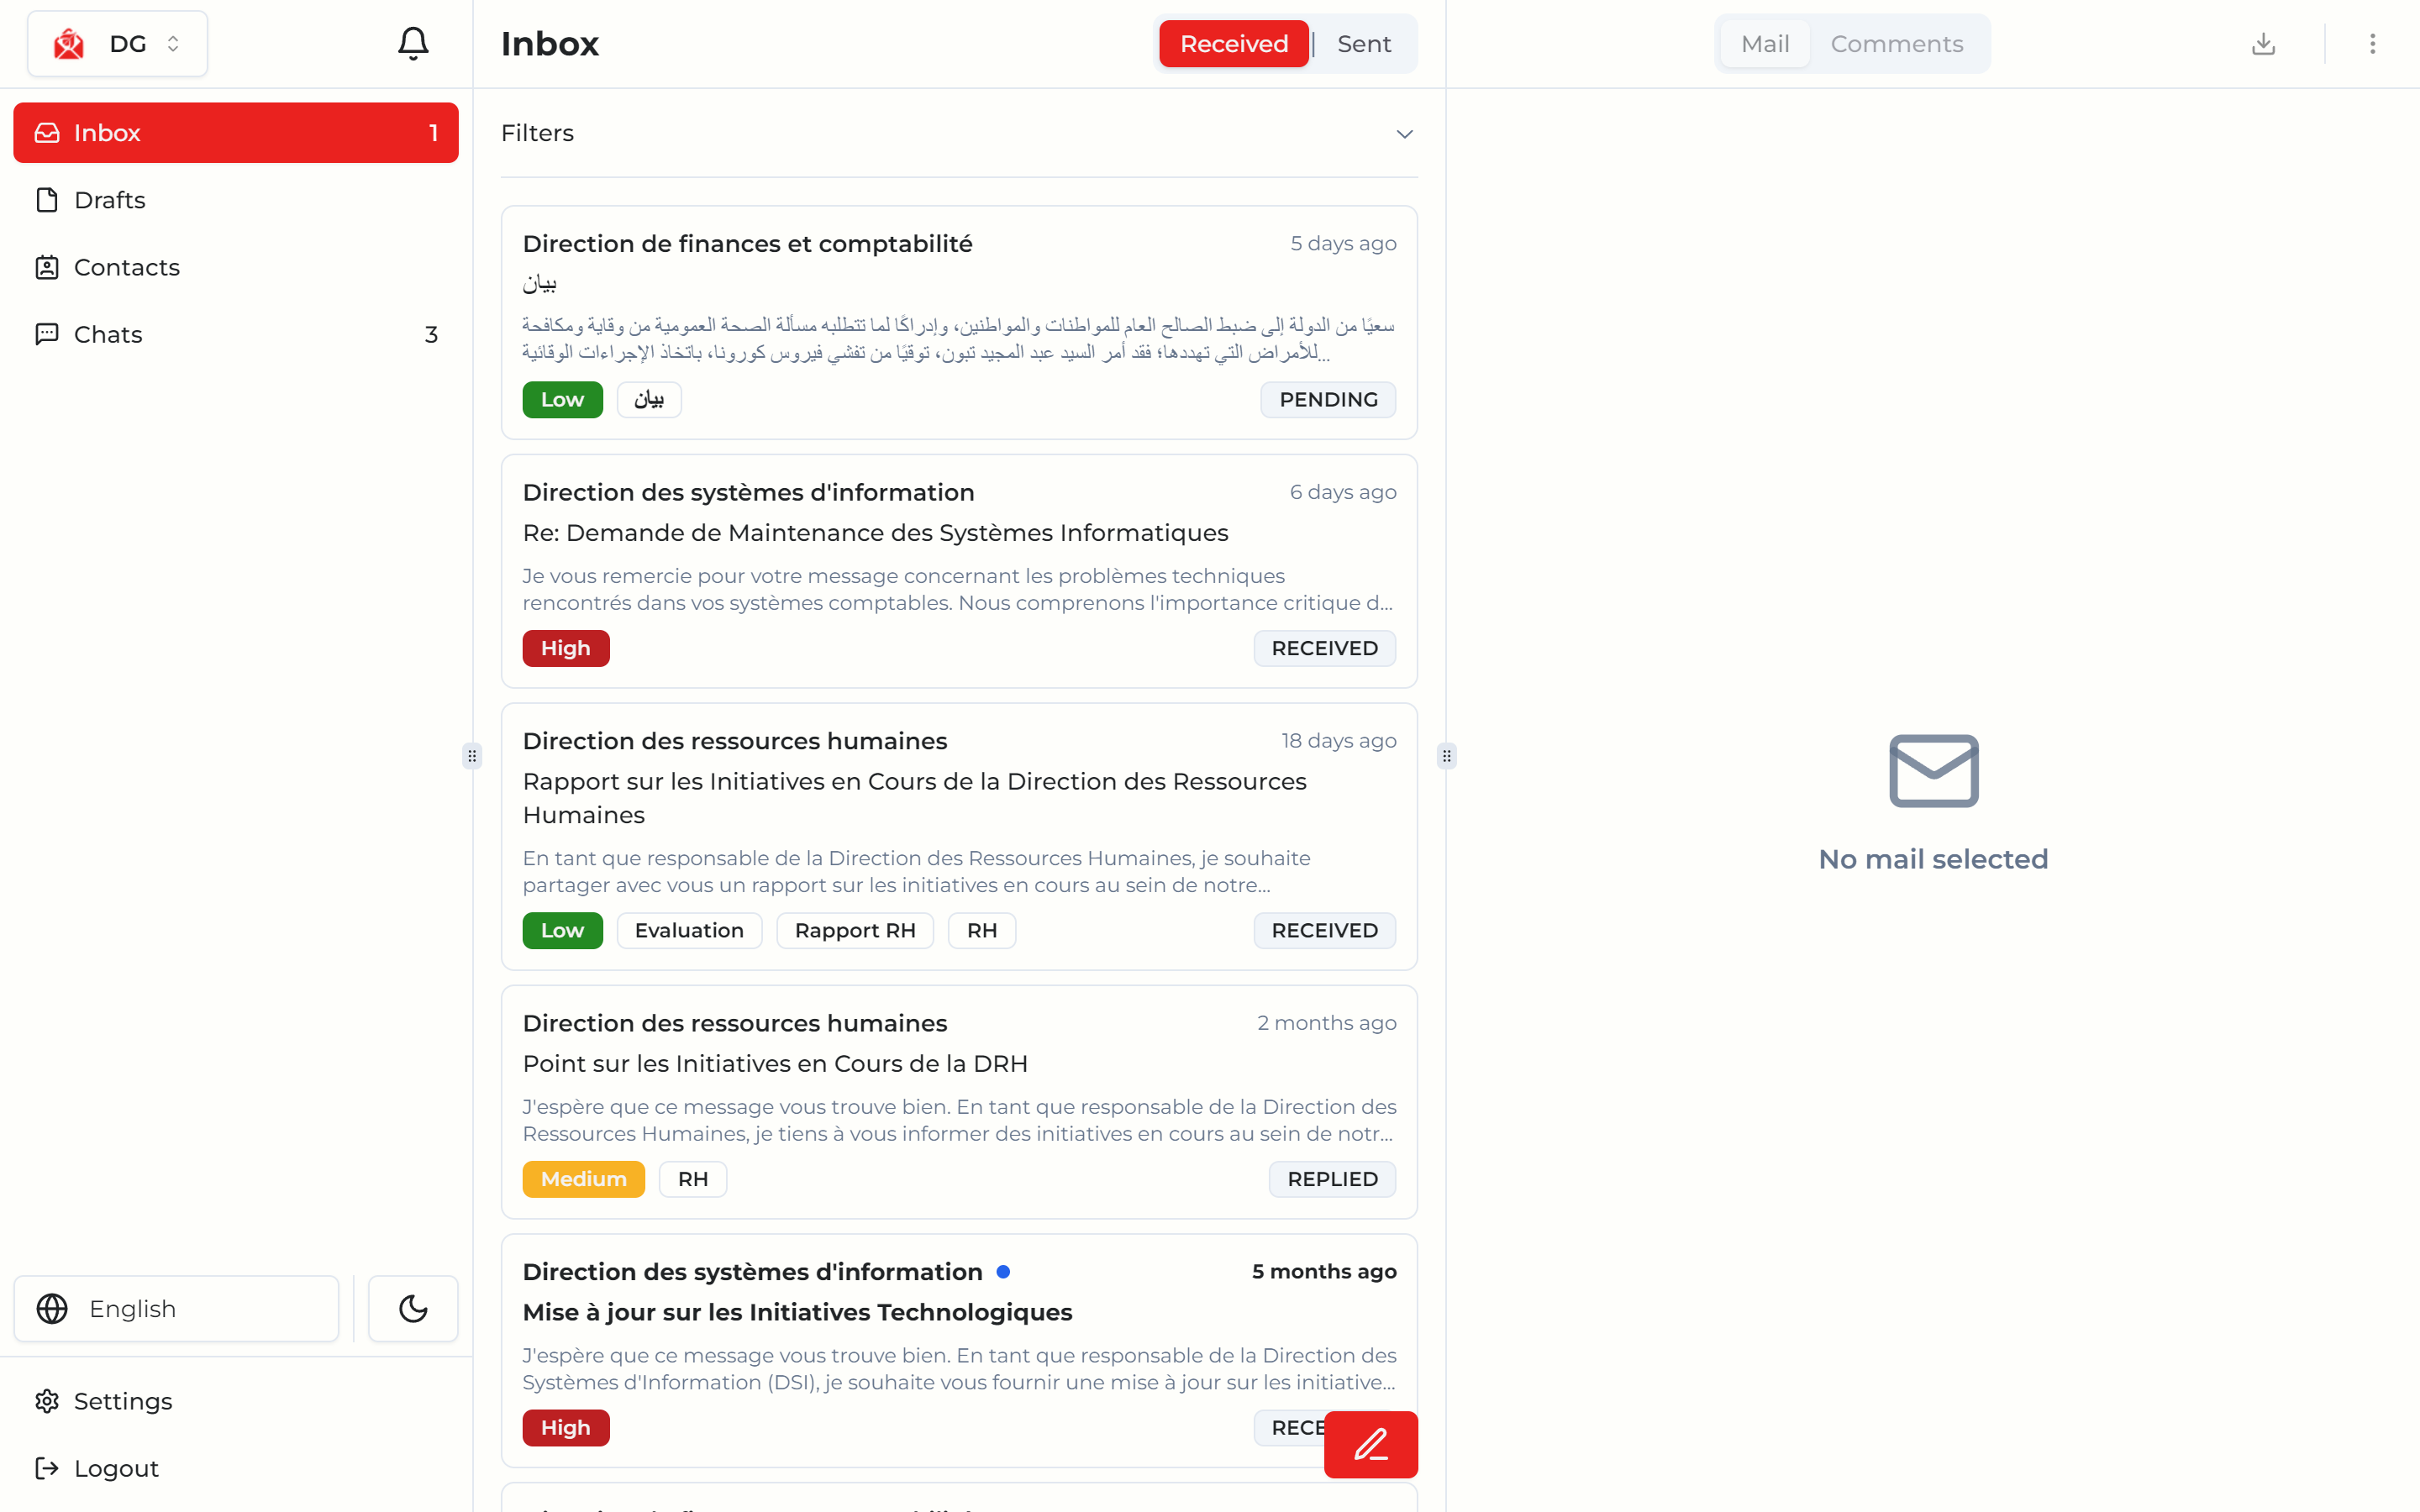 DG
Inbox 1
Drafts
Contacts
Chats 3
English
Settings
Logout
Inbox
Received | Sent
Filters
Direction de finances et comptabilité 5 days ago
بيان
سعيًا من الدولة إلى ضبط الصالح العام للمواطنات والمواطنين، وإدراكًا لما تتطلبه مسألة الصحة العمومية من وقاية ومكافحة
للأمراض التي تهددها؛ فقد أمر السيد عبد المجيد تبون، توقيًا من تفشي فيروس كورونا، باتخاذ الإجراءات الوقائية...
Low بيان PENDING
Direction des systèmes d'information 6 days ago
Re: Demande de Maintenance des Systèmes Informatiques
Je vous remercie pour votre message concernant les problèmes techniques
rencontrés dans vos systèmes comptables. Nous comprenons l'importance critique d...
High RECEIVED
Direction des ressources humaines 18 days ago
Rapport sur les Initiatives en Cours de la Direction des Ressources
Humaines
En tant que responsable de la Direction des Ressources Humaines, je souhaite
partager avec vous un rapport sur les initiatives en cours au sein de notre...
Low Evaluation Rapport RH RH RECEIVED
Direction des ressources humaines 2 months ago
Point sur les Initiatives en Cours de la DRH
J'espère que ce message vous trouve bien. En tant que responsable de la Direction des
Ressources Humaines, je tiens à vous informer des initiatives en cours au sein de notr...
Medium RH REPLIED
Direction des systèmes d'information 5 months ago
Mise à jour sur les Initiatives Technologiques
J'espère que ce message vous trouve bien. En tant que responsable de la Direction des
Systèmes d'Information (DSI), je souhaite vous fournir une mise à jour sur les initiative...
High RECE
Mail Comments
No mail selected